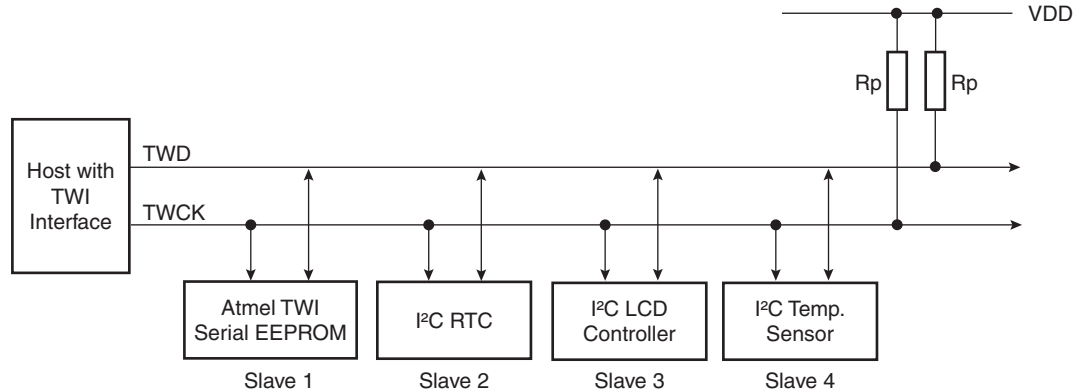 VDD
Rp
Rp
Host with
TWI
Interface
TWD
TWCK
Atmel TWI
Serial EEPROM
I²C RTC
I²C LCD
Controller
I²C Temp.
Sensor
Slave 1
Slave 2
Slave 3
Slave 4